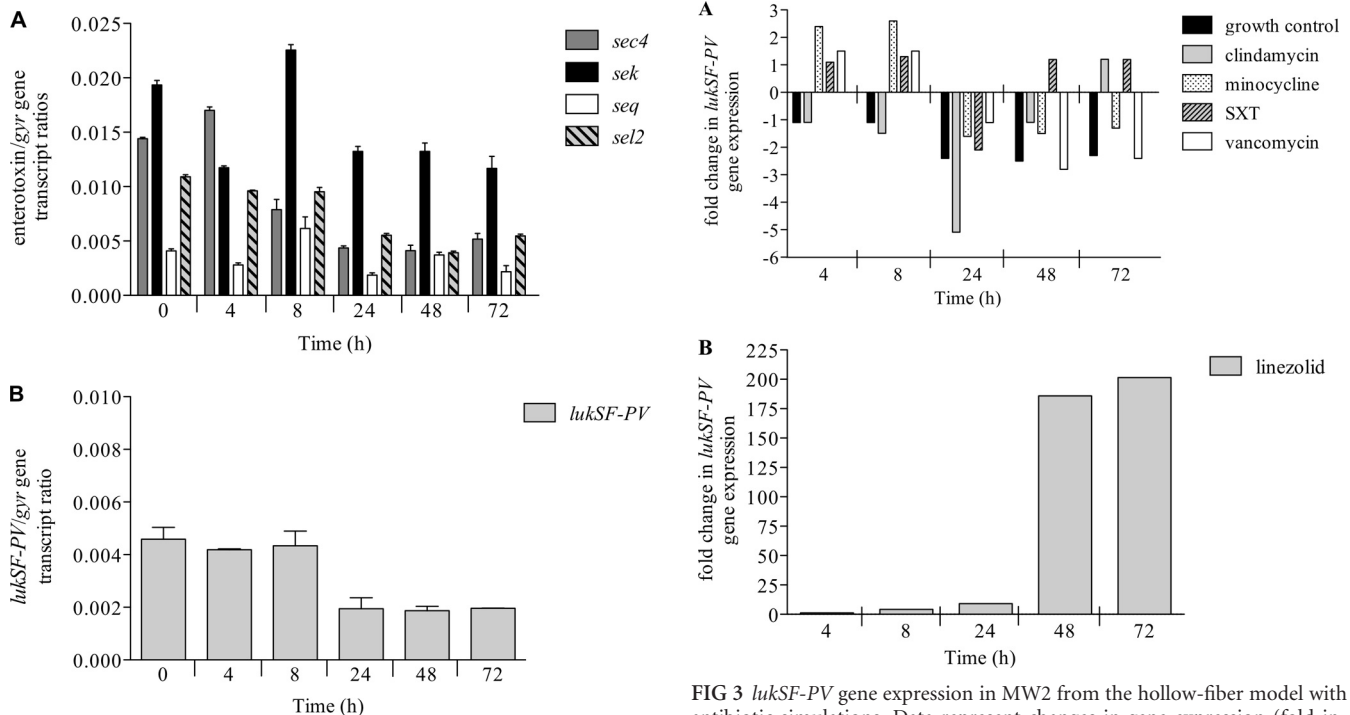 A
0.025
0.020
0.015
0.010
0.005
0.000
enterotoxin/gyr gene
transcript ratios
0 4 8 24 48 72
Time (h)
sec4
sek
seq
sel2
B
0.010
0.008
0.006
0.004
0.002
0.000
lukSF-PV/gyr gene
transcript ratio
0 4 8 24 48 72
Time (h)
lukSF-PV
A
3
2
1
0
-1
-2
-3
-4
-5
-6
fold change in lukSF-PV
gene expression
4 8 24 48 72
Time (h)
growth control
clindamycin
minocycline
SXT
vancomycin
B
225
200
175
150
125
100
75
50
25
0
fold change in lukSF-PV
gene expression
4 8 24 48 72
Time (h)
linezolid
FIG 3 lukSF-PV gene expression in MW2 from the hollow-fiber model with